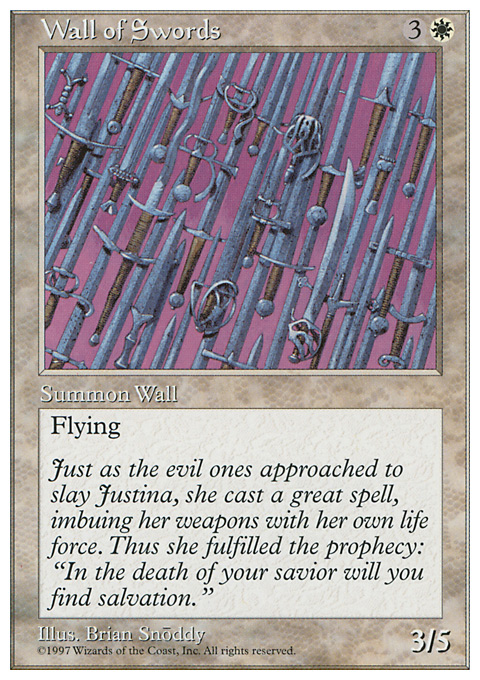 Wall of Swords 3
Summon Wall
Flying
Just as the evil ones approached to
slay Justina, she cast a great spell,
imbuing her weapons with her own life
force. Thus she fulfilled the prophecy:
“In the death of your savior will you
find salvation.”
Illus. Brian Snōddy
3/5
©1997 Wizards of the Coast, Inc. All rights reserved.